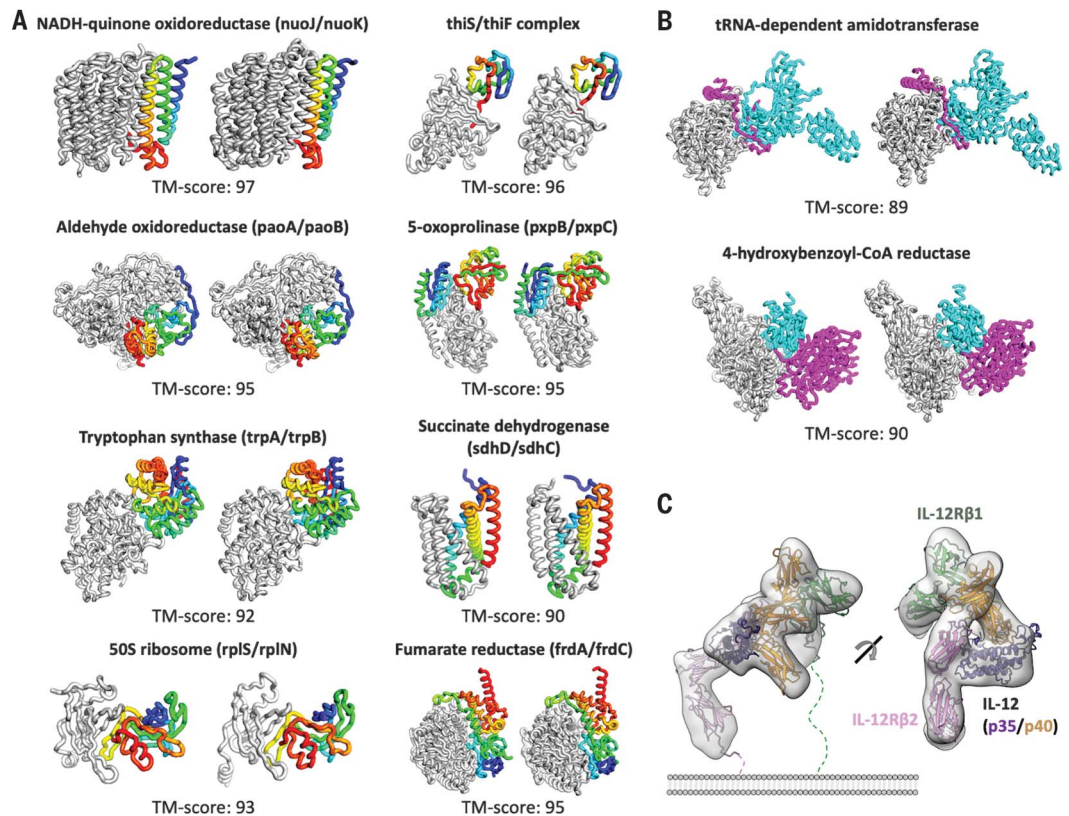 A
NADH-quinone oxidoreductase (nuoJ/nuoK)
TM-score: 97
thiS/thiF complex
TM-score: 96
Aldehyde oxidoreductase (paoA/paoB)
TM-score: 95
5-oxoprolinase (pxpB/pxpC)
TM-score: 95
Tryptophan synthase (trpA/trpB)
TM-score: 92
Succinate dehydrogenase
(sdhD/sdhC)
TM-score: 90
50S ribosome (rplS/rplN)
TM-score: 93
Fumarate reductase (frdA/frdC)
TM-score: 95
B
tRNA-dependent amidotransferase
TM-score: 89
4-hydroxybenzoyl-CoA reductase
TM-score: 90
C
IL-12Rβ1
IL-12Rβ2
IL-12
(p35/p40)